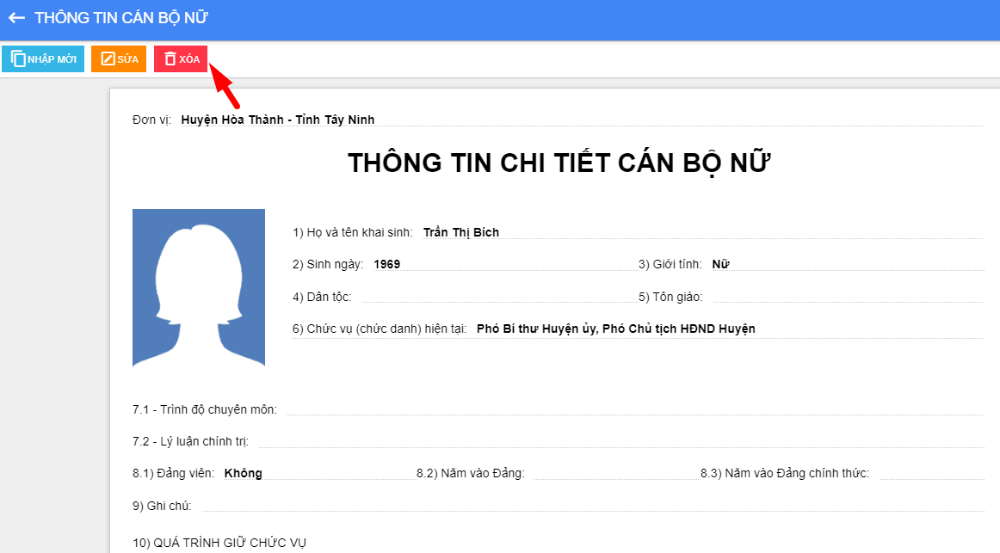 THÔNG TIN CÁN BỘ NỮ
NHẬP MỚI SỬA XÓA
Đơn vị: Huyện Hòa Thành - Tỉnh Tây Ninh
THÔNG TIN CHI TIẾT CÁN BỘ NỮ
1) Họ và tên khai sinh: Trần Thị Bích
2) Sinh ngày: 1969 3) Giới tính: Nữ
4) Dân tộc: 5) Tôn giáo:
6) Chức vụ (chức danh) hiện tại: Phó Bí thư Huyện ủy, Phó Chủ tịch HĐND Huyện
7.1 - Trình độ chuyên môn:
7.2 - Lý luận chính trị:
8.1) Đảng viên: Không 8.2) Năm vào Đảng: 8.3) Năm vào Đảng chính thức:
9) Ghi chú:
10) QUÁ TRÌNH GIỮ CHỨC VỤ